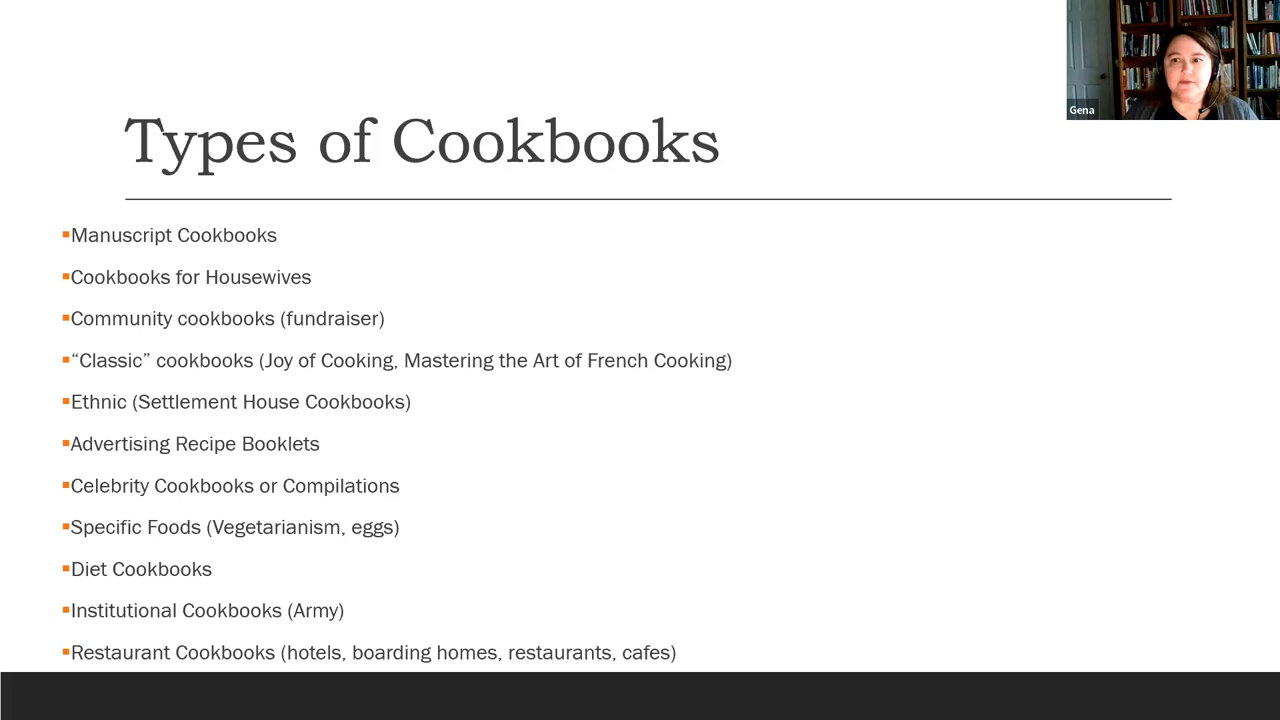 Gena
Types of Cookbooks
▪Manuscript Cookbooks
▪Cookbooks for Housewives
▪Community cookbooks (fundraiser)
▪“Classic” cookbooks (Joy of Cooking, Mastering the Art of French Cooking)
▪Ethnic (Settlement House Cookbooks)
▪Advertising Recipe Booklets
▪Celebrity Cookbooks or Compilations
▪Specific Foods (Vegetarianism, eggs)
▪Diet Cookbooks
▪Institutional Cookbooks (Army)
▪Restaurant Cookbooks (hotels, boarding homes, restaurants, cafes)